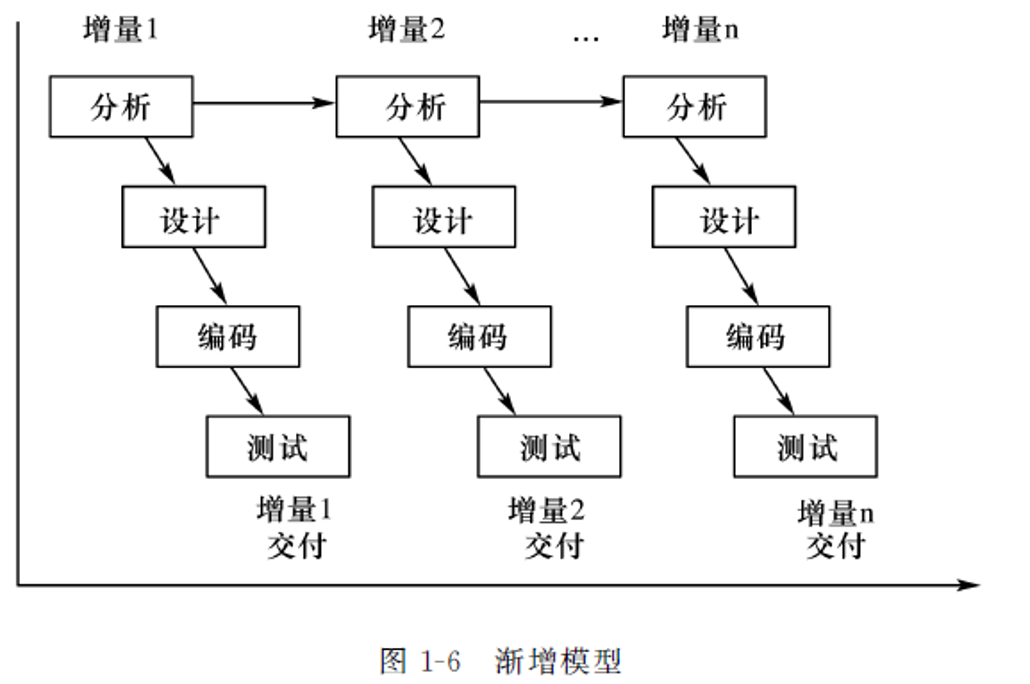 增量1 增量2 … 增量n
分析 分析 分析
设计 设计 设计
编码 编码 编码
测试 测试 测试
增量1 增量2 增量n
交付 交付 交付
图 1-6 渐增模型